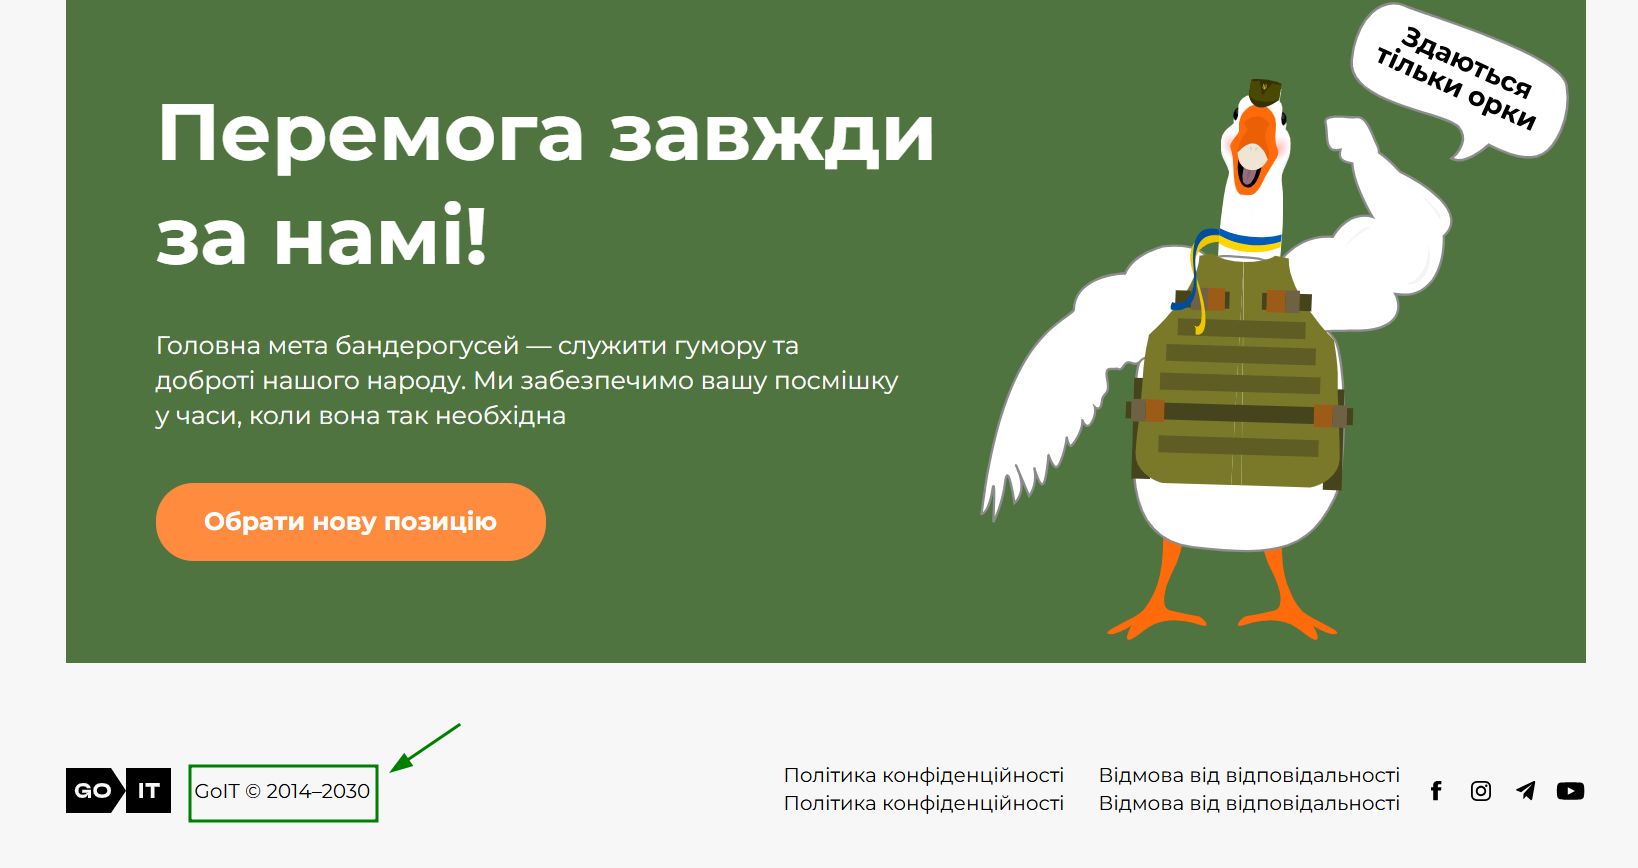 Здаються
тільки орки
Перемога завжди
за намі!
Головна мета бандерогусей — служити гумору та
доброті нашого народу. Ми забезпечимо вашу посмішку
у часи, коли вона так необхідна
Обрати нову позицію
GO IT
GoIT © 2014–2030
Політика конфіденційності
Політика конфіденційності
Відмова від відповідальності
Відмова від відповідальності